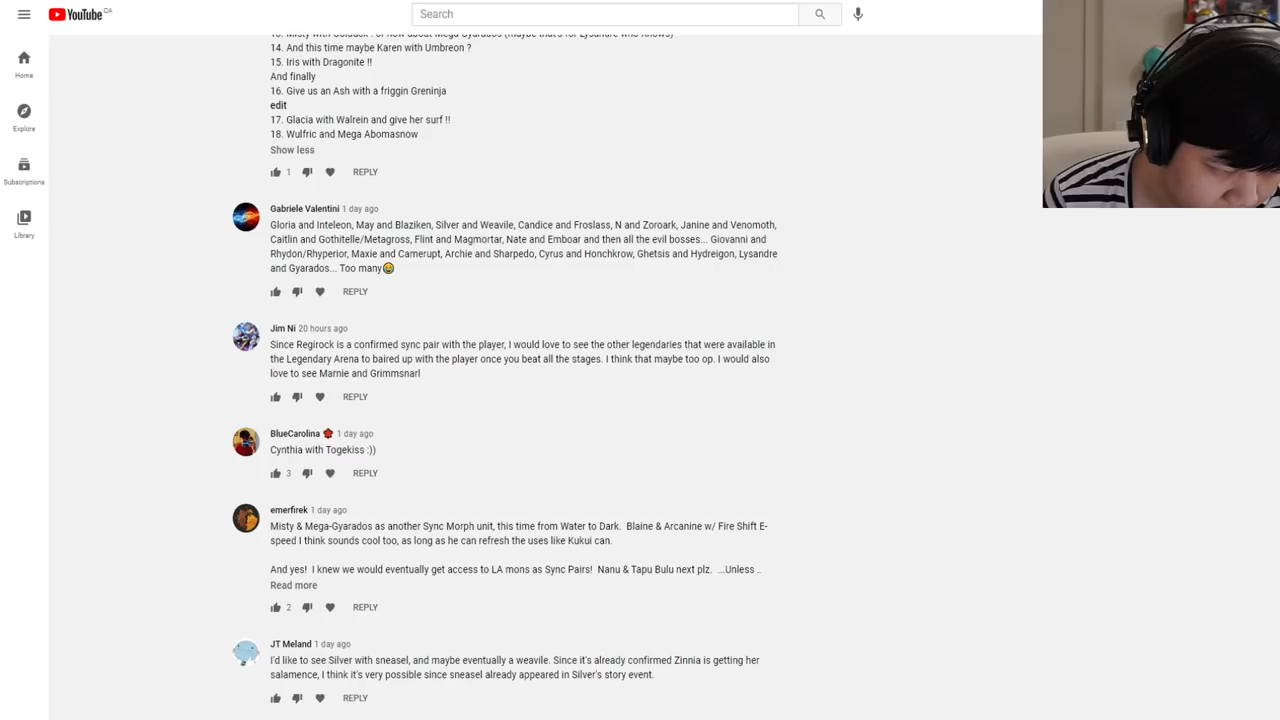 YouTube CA
Search
Home
Explore
Subscriptions
Library
14. And this time maybe Karen with Umbreon ?
15. Iris with Dragonite !!
And finally
16. Give us an Ash with a friggin Greninja
edit
17. Glacia with Walrein and give her surf !!
18. Wulfric and Mega Abomasnow
Show less
1 REPLY
Gabriele Valentini 1 day ago
Gloria and Inteleon, May and Blaziken, Silver and Weavile, Candice and Froslass, N and Zoroark, Janine and Venomoth,
Caitlin and Gothitelle/Metagross, Flint and Magmortar, Nate and Emboar and then all the evil bosses... Giovanni and
Rhydon/Rhyperior, Maxie and Camerupt, Archie and Sharpedo, Cyrus and Honchkrow, Ghetsis and Hydreigon, Lysandre
and Gyarados... Too many😂
REPLY
Jim Ni 20 hours ago
Since Regirock is a confirmed sync pair with the player, I would love to see the other legendaries that were available in
the Legendary Arena to baired up with the player once you beat all the stages. I think that maybe too op. I would also
love to see Marnie and Grimmsnarl
REPLY
BlueCarolina 1 day ago
Cynthia with Togekiss :))
3 REPLY
emerfirek 1 day ago
Misty & Mega-Gyarados as another Sync Morph unit, this time from Water to Dark. Blaine & Arcanine w/ Fire Shift E-
speed I think sounds cool too, as long as he can refresh the uses like Kukui can.
And yes! I knew we would eventually get access to LA mons as Sync Pairs! Nanu & Tapu Bulu next plz. ...Unless ..
Read more
2 REPLY
JT Meland 1 day ago
I'd like to see Silver with sneasel, and maybe eventually a weavile. Since it's already confirmed Zinnia is getting her
salamence, I think it's very possible since sneasel already appeared in Silver's story event.
REPLY